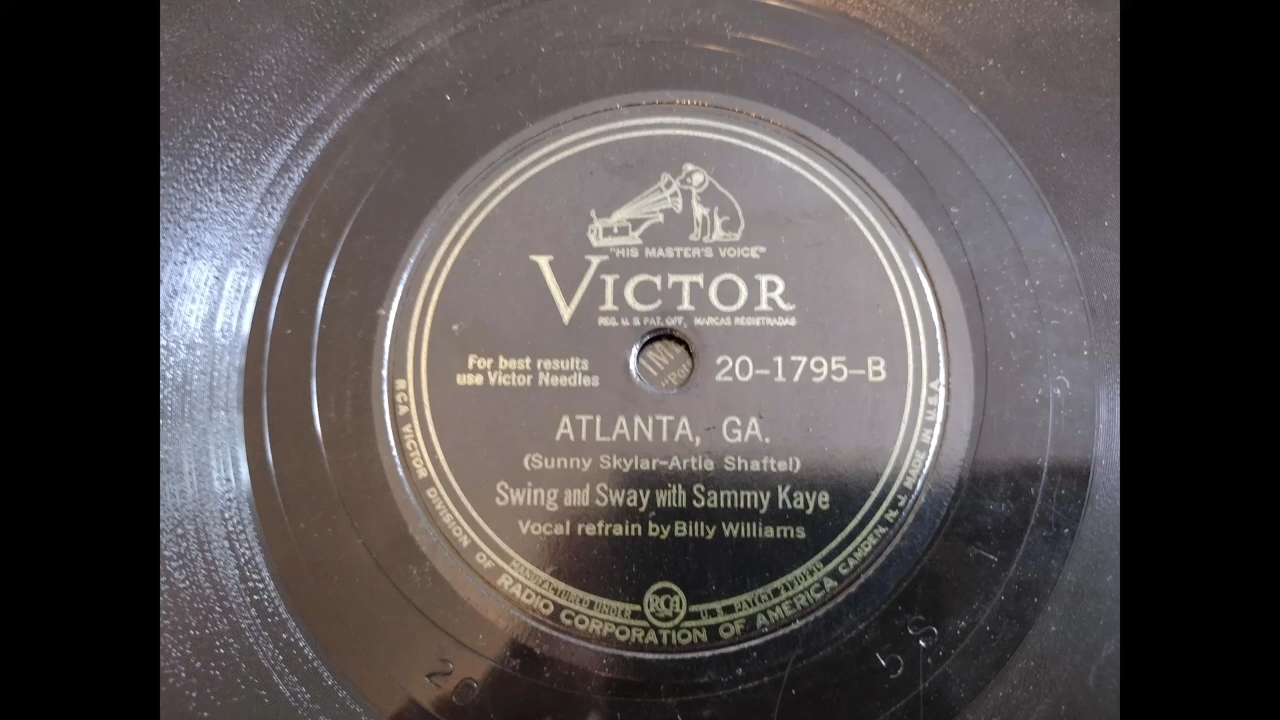 "HIS MASTER'S VOICE"
VICTOR
REG. U. S. PAT. OFF. MARCAS REGISTRADAS
For best results
use Victor Needles
20-1795-B
ATLANTA, GA.
(Sunny Skylar-Artie Shaftel)
Swing and Sway with Sammy Kaye
Vocal refrain by Billy Williams
MANUFACTURED UNDER RCA U. S. PATENT
RCA VICTOR DIVISION OF RADIO CORPORATION OF AMERICA CAMDEN, N. J. MADE IN U.S.A.
20
5S